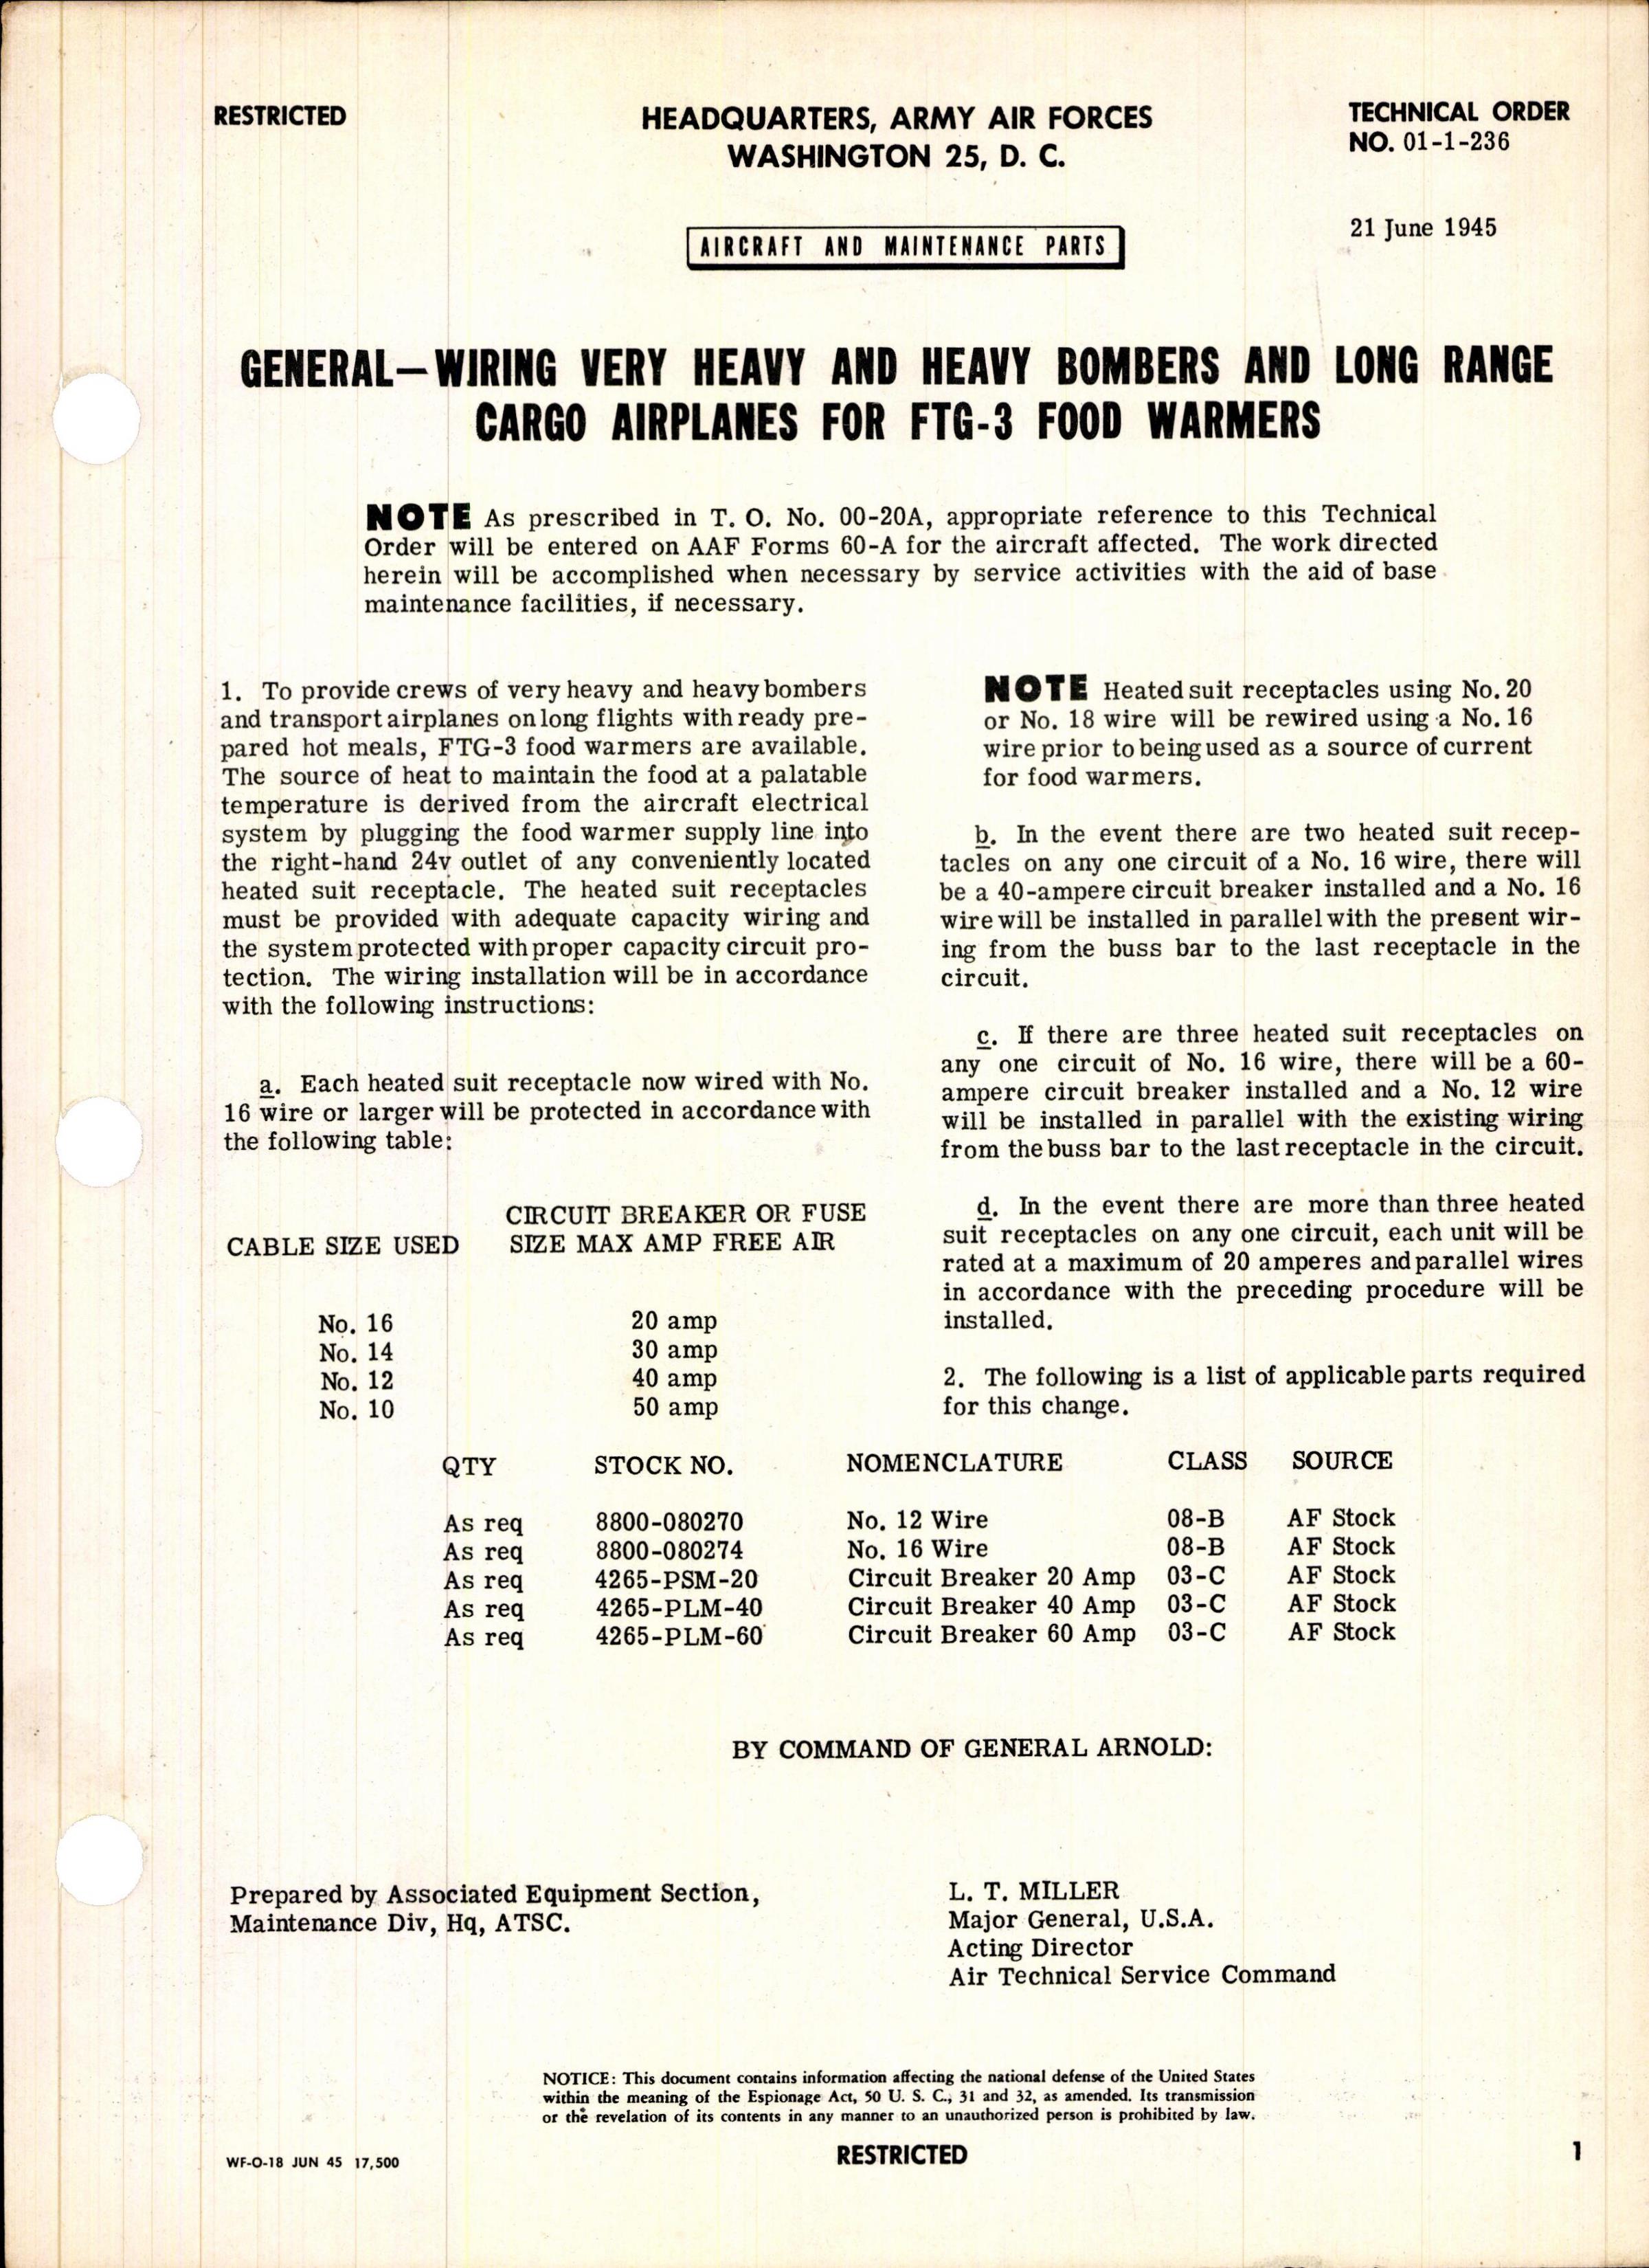 RESTRICTED
HEADQUARTERS, ARMY AIR FORCES
WASHINGTON 25, D. C.
TECHNICAL ORDER
NO. 01-1-236
21 June 1945
AIRCRAFT AND MAINTENANCE PARTS
GENERAL—WIRING VERY HEAVY AND HEAVY BOMBERS AND LONG RANGE
CARGO AIRPLANES FOR FTG-3 FOOD WARMERS
NOTE As prescribed in T. O. No. 00-20A, appropriate reference to this Technical
Order will be entered on AAF Forms 60-A for the aircraft affected. The work directed
herein will be accomplished when necessary by service activities with the aid of base
maintenance facilities, if necessary.
1. To provide crews of very heavy and heavy bombers
and transport airplanes on long flights with ready pre-
pared hot meals, FTG-3 food warmers are available.
The source of heat to maintain the food at a palatable
temperature is derived from the aircraft electrical
system by plugging the food warmer supply line into
the right-hand 24v outlet of any conveniently located
heated suit receptacle. The heated suit receptacles
must be provided with adequate capacity wiring and
the system protected with proper capacity circuit pro-
tection. The wiring installation will be in accordance
with the following instructions:
a. Each heated suit receptacle now wired with No.
16 wire or larger will be protected in accordance with
the following table:
CABLE SIZE USED
CIRCUIT BREAKER OR FUSE
SIZE MAX AMP FREE AIR
No. 16 20 amp
No. 14 30 amp
No. 12 40 amp
No. 10 50 amp
NOTE Heated suit receptacles using No. 20
or No. 18 wire will be rewired using a No. 16
wire prior to being used as a source of current
for food warmers.
b. In the event there are two heated suit recep-
tacles on any one circuit of a No. 16 wire, there will
be a 40-ampere circuit breaker installed and a No. 16
wire will be installed in parallel with the present wir-
ing from the buss bar to the last receptacle in the
circuit.
c. If there are three heated suit receptacles on
any one circuit of No. 16 wire, there will be a 60-
ampere circuit breaker installed and a No. 12 wire
will be installed in parallel with the existing wiring
from the buss bar to the last receptacle in the circuit.
d. In the event there are more than three heated
suit receptacles on any one circuit, each unit will be
rated at a maximum of 20 amperes and parallel wires
in accordance with the preceding procedure will be
installed.
2. The following is a list of applicable parts required
for this change.
QTY STOCK NO. NOMENCLATURE CLASS SOURCE
As req 8800-080270 No. 12 Wire 08-B AF Stock
As req 8800-080274 No. 16 Wire 08-B AF Stock
As req 4265-PSM-20 Circuit Breaker 20 Amp 03-C AF Stock
As req 4265-PLM-40 Circuit Breaker 40 Amp 03-C AF Stock
As req 4265-PLM-60 Circuit Breaker 60 Amp 03-C AF Stock
BY COMMAND OF GENERAL ARNOLD:
Prepared by Associated Equipment Section,
Maintenance Div, Hq, ATSC.
L. T. MILLER
Major General, U.S.A.
Acting Director
Air Technical Service Command
NOTICE: This document contains information affecting the national defense of the United States
within the meaning of the Espionage Act, 50 U. S. C., 31 and 32, as amended. Its transmission
or the revelation of its contents in any manner to an unauthorized person is prohibited by law.
WF-O-18 JUN 45 17,500
RESTRICTED
1